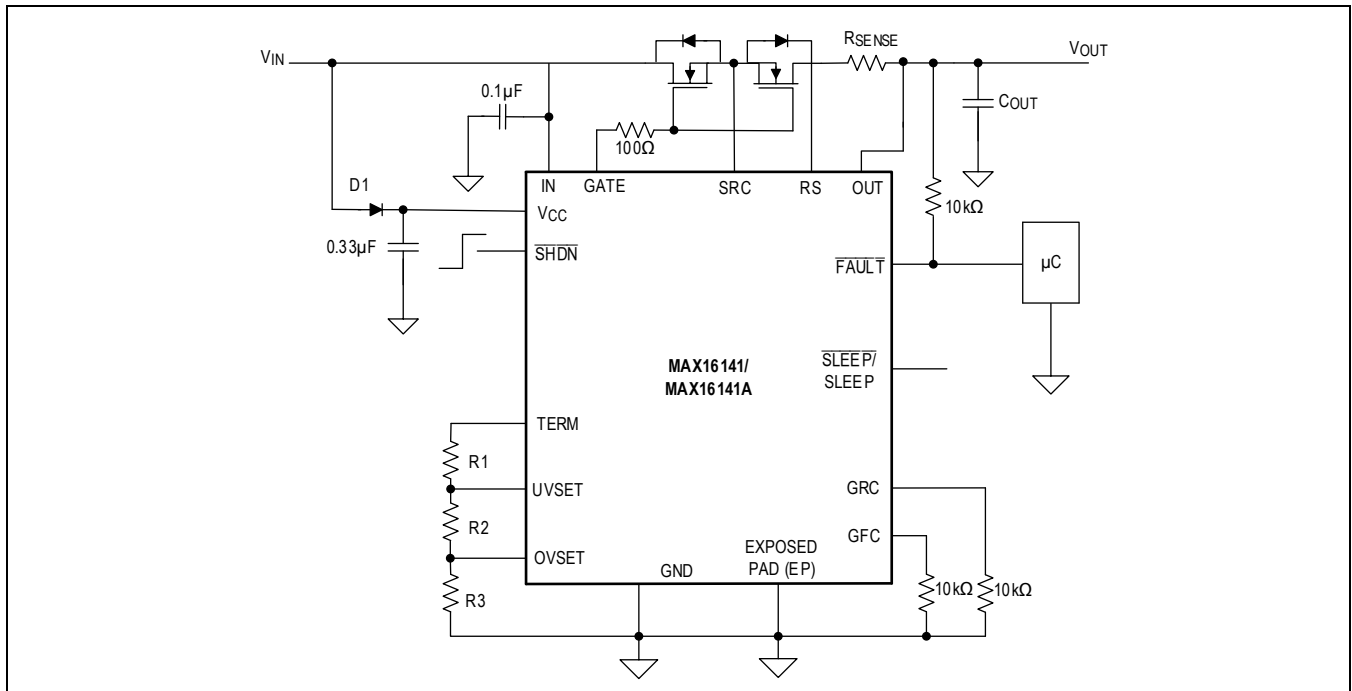 VIN
RSENSE
VOUT
0.1µF
COUT
100Ω
D1
IN
GATE
SRC
RS
OUT
10kΩ
VCC
0.33µF
SHDN
FAULT
µC
MAX16141/
MAX16141A
SLEEP/
SLEEP
TERM
R1
UVSET
GRC
R2
GFC
OVSET
EXPOSED
PAD (EP)
GND
R3
10kΩ
10kΩ